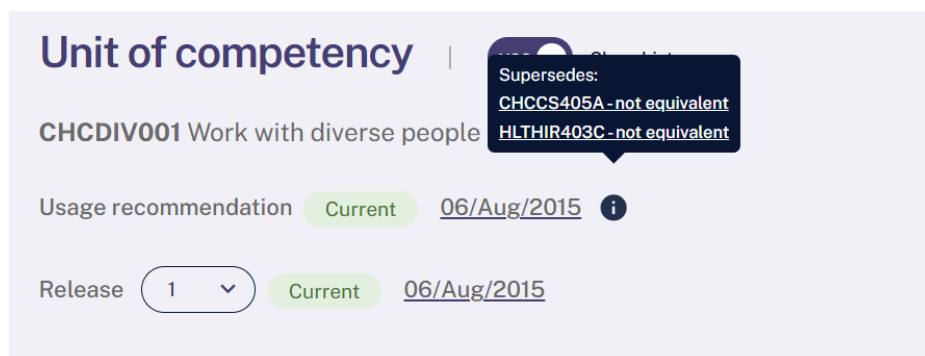 Unit of competency |
Supersedes:
CHCCS405A - not equivalent
HLTHIR403C - not equivalent
CHCDIV001 Work with diverse people
Usage recommendation Current 06/Aug/2015
Release 1 Current 06/Aug/2015